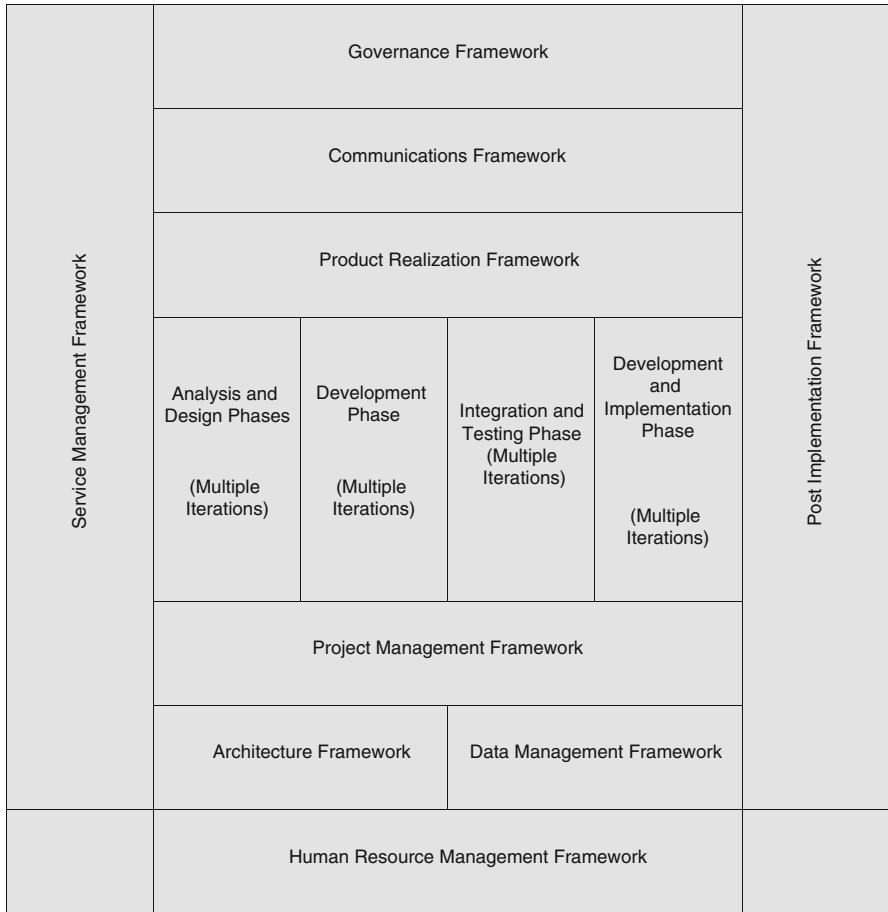 Governance Framework
Communications Framework
Product Realization Framework
Service Management Framework
Analysis and
Design Phases
(Multiple
Iterations)
Development
Phase
(Multiple
Iterations)
Integration and
Testing Phase
(Multiple
Iterations)
Development
and
Implementation
Phase
(Multiple
Iterations)
Post Implementation Framework
Project Management Framework
Architecture Framework
Data Management Framework
Human Resource Management Framework